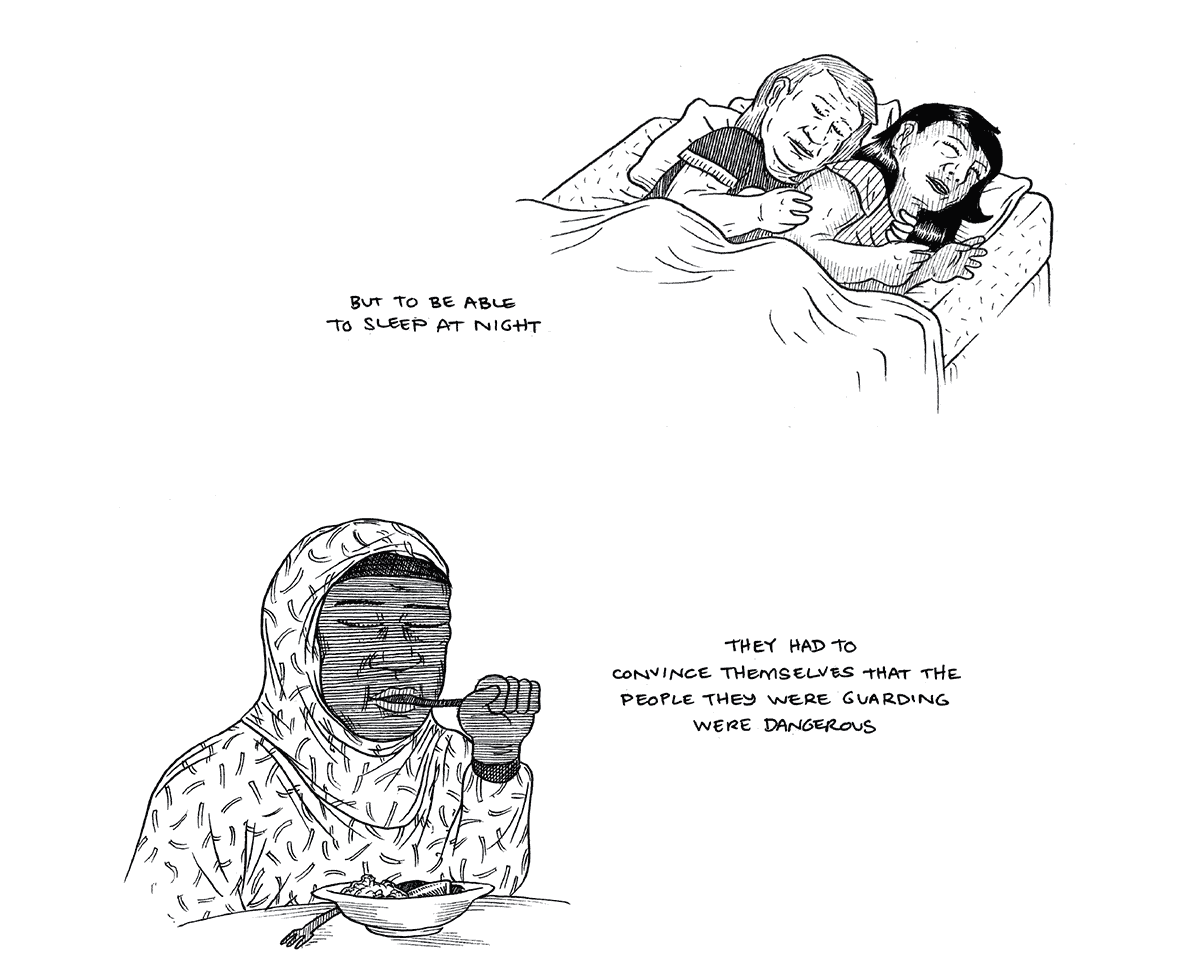 BUT TO BE ABLE
TO SLEEP AT NIGHT
THEY HAD TO
CONVINCE THEMSELVES THAT THE
PEOPLE THEY WERE GUARDING
WERE DANGEROUS